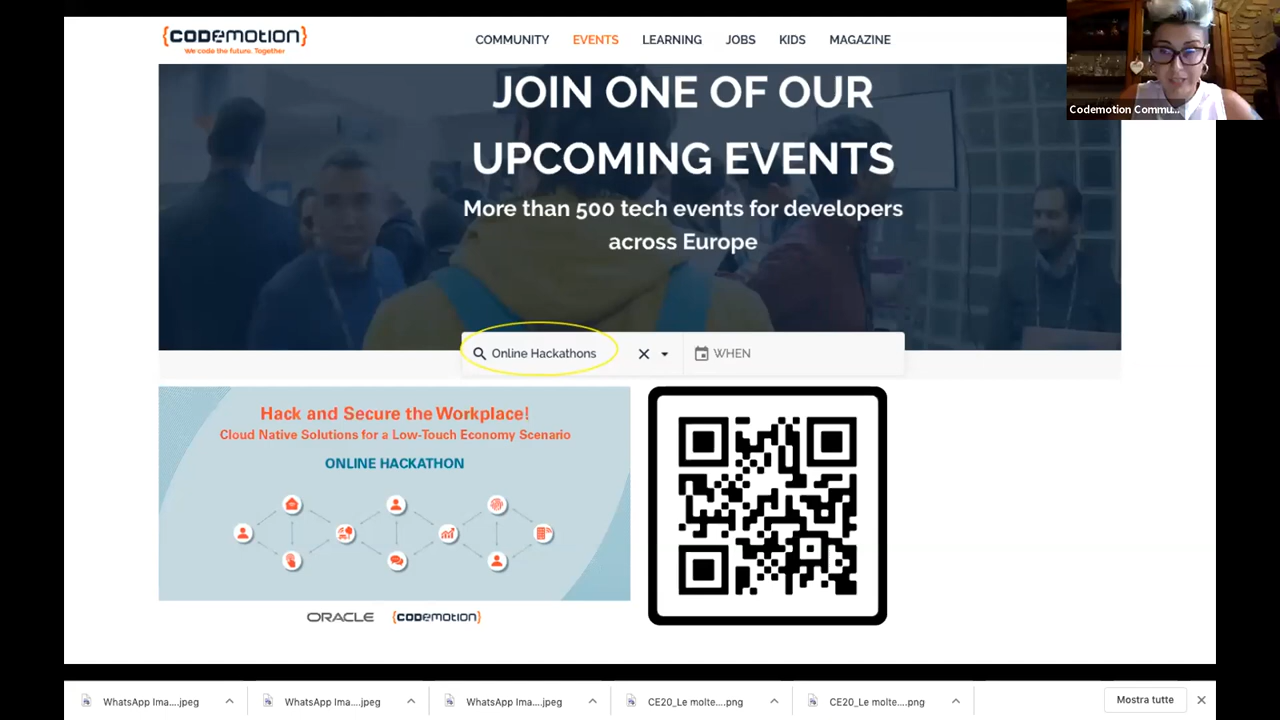 {CODEMOTION}
We code the future. Together
COMMUNITY EVENTS LEARNING JOBS KIDS MAGAZINE
Codemotion Commu...
JOIN ONE OF OUR
UPCOMING EVENTS
More than 500 tech events for developers
across Europe
Online Hackathons
WHEN
Hack and Secure the Workplace!
Cloud Native Solutions for a Low-Touch Economy Scenario
ONLINE HACKATHON
ORACLE {CODEMOTION}
WhatsApp Ima....jpeg WhatsApp Ima....jpeg WhatsApp Ima....jpeg CE20_Le molte....png CE20_Le molte....png Mostra tutte